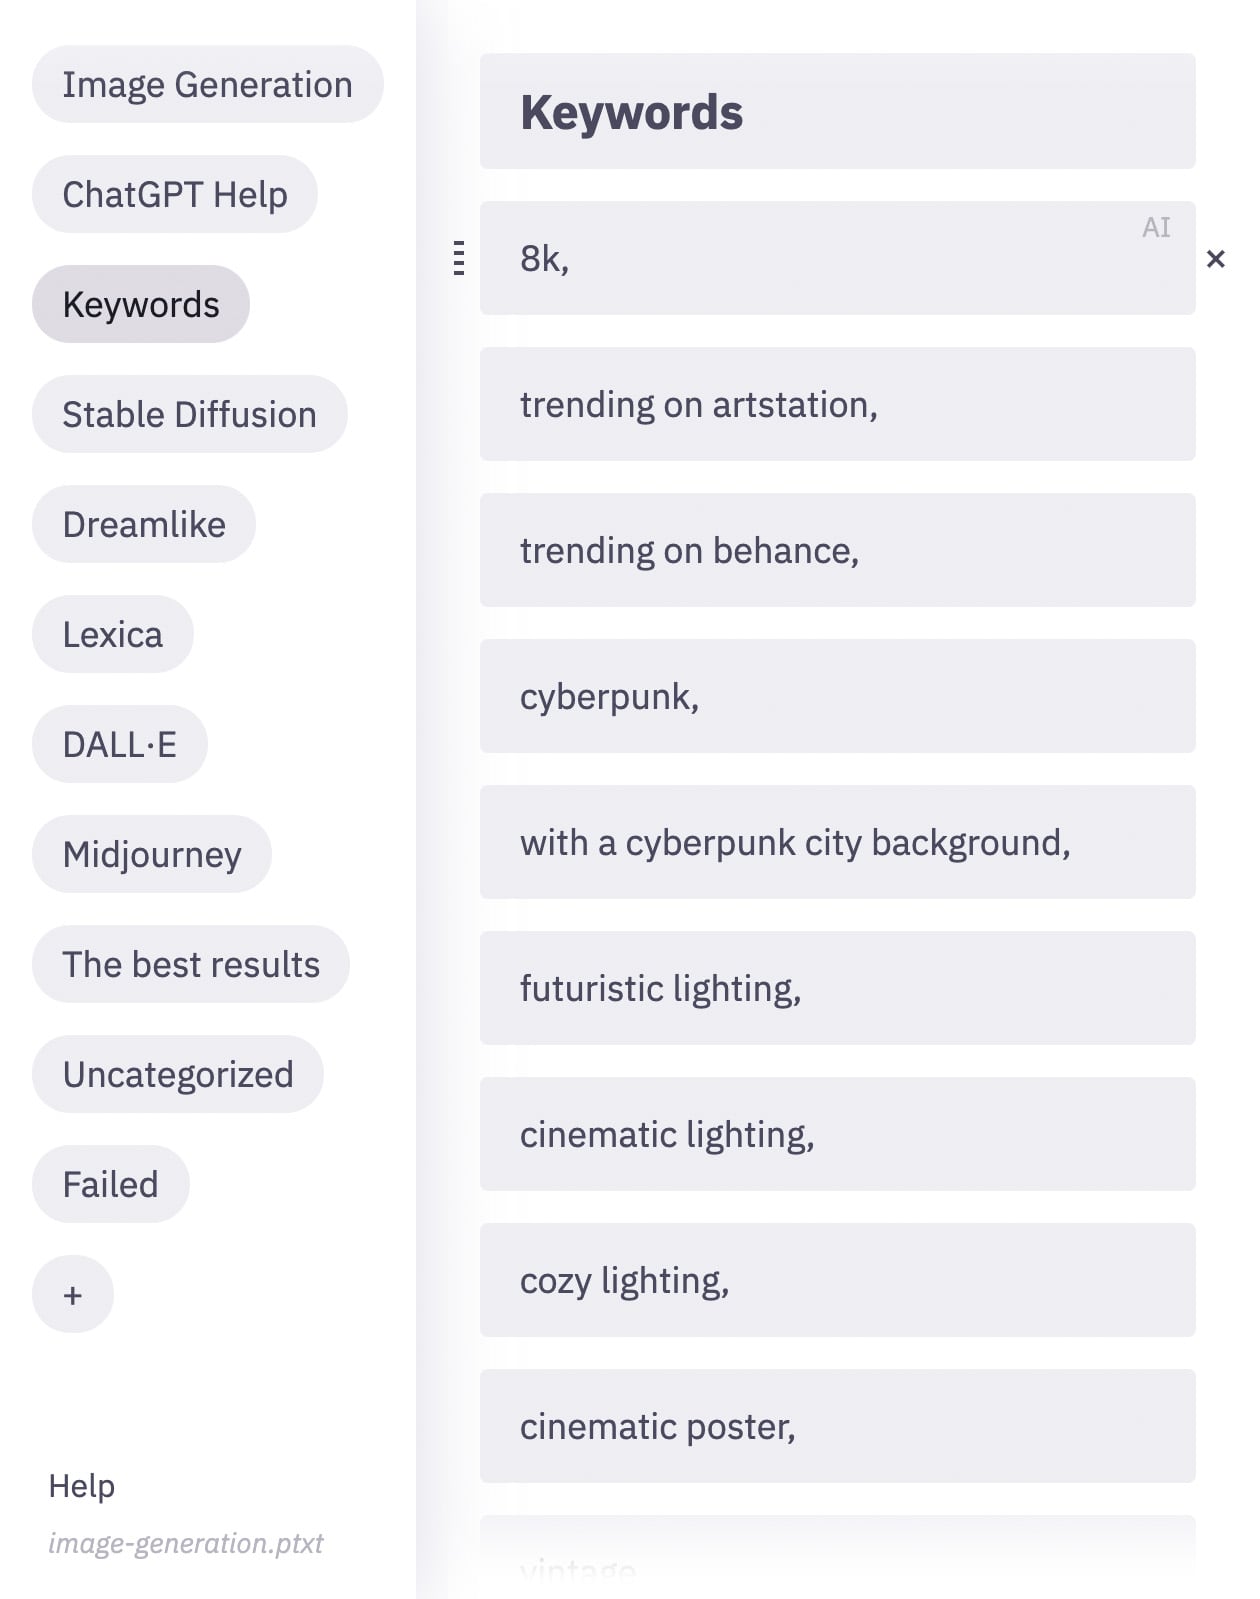 Image Generation
ChatGPT Help
Keywords
Stable Diffusion
Dreamlike
Lexica
DALL·E
Midjourney
The best results
Uncategorized
Failed
+
Help
image-generation.ptxt
Keywords
AI
8k,
×
trending on artstation,
trending on behance,
cyberpunk,
with a cyberpunk city background,
futuristic lighting,
cinematic lighting,
cozy lighting,
cinematic poster,
vintage